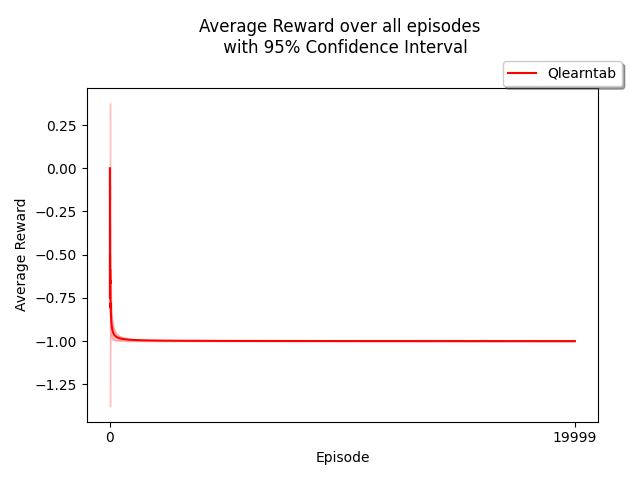 Average Reward over all episodes
with 95% Confidence Interval
Qlearntab
0.25
0.00
−0.25
−0.50
−0.75
−1.00
−1.25
Average Reward
0
19999
Episode